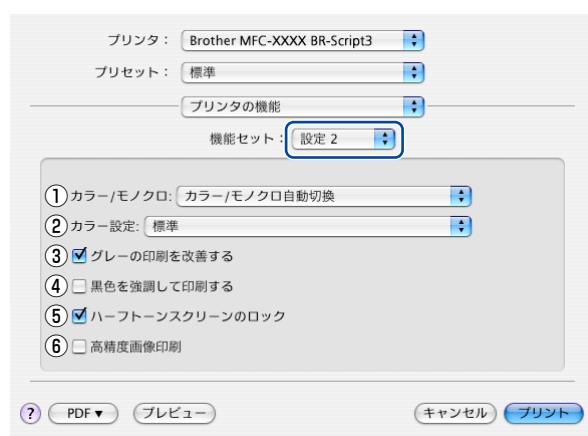 プリンタ： Brother MFC-XXXX BR-Script3
プリセット： 標準
プリンタの機能
機能セット： 設定 2
① カラー/モノクロ: カラー/モノクロ自動切換
② カラー設定: 標準
③ グレーの印刷を改善する
④ 黒色を強調して印刷する
⑤ ハーフトーンスクリーンのロック
⑥ 高精度画像印刷
? PDF▼ プレビュー キャンセル プリント